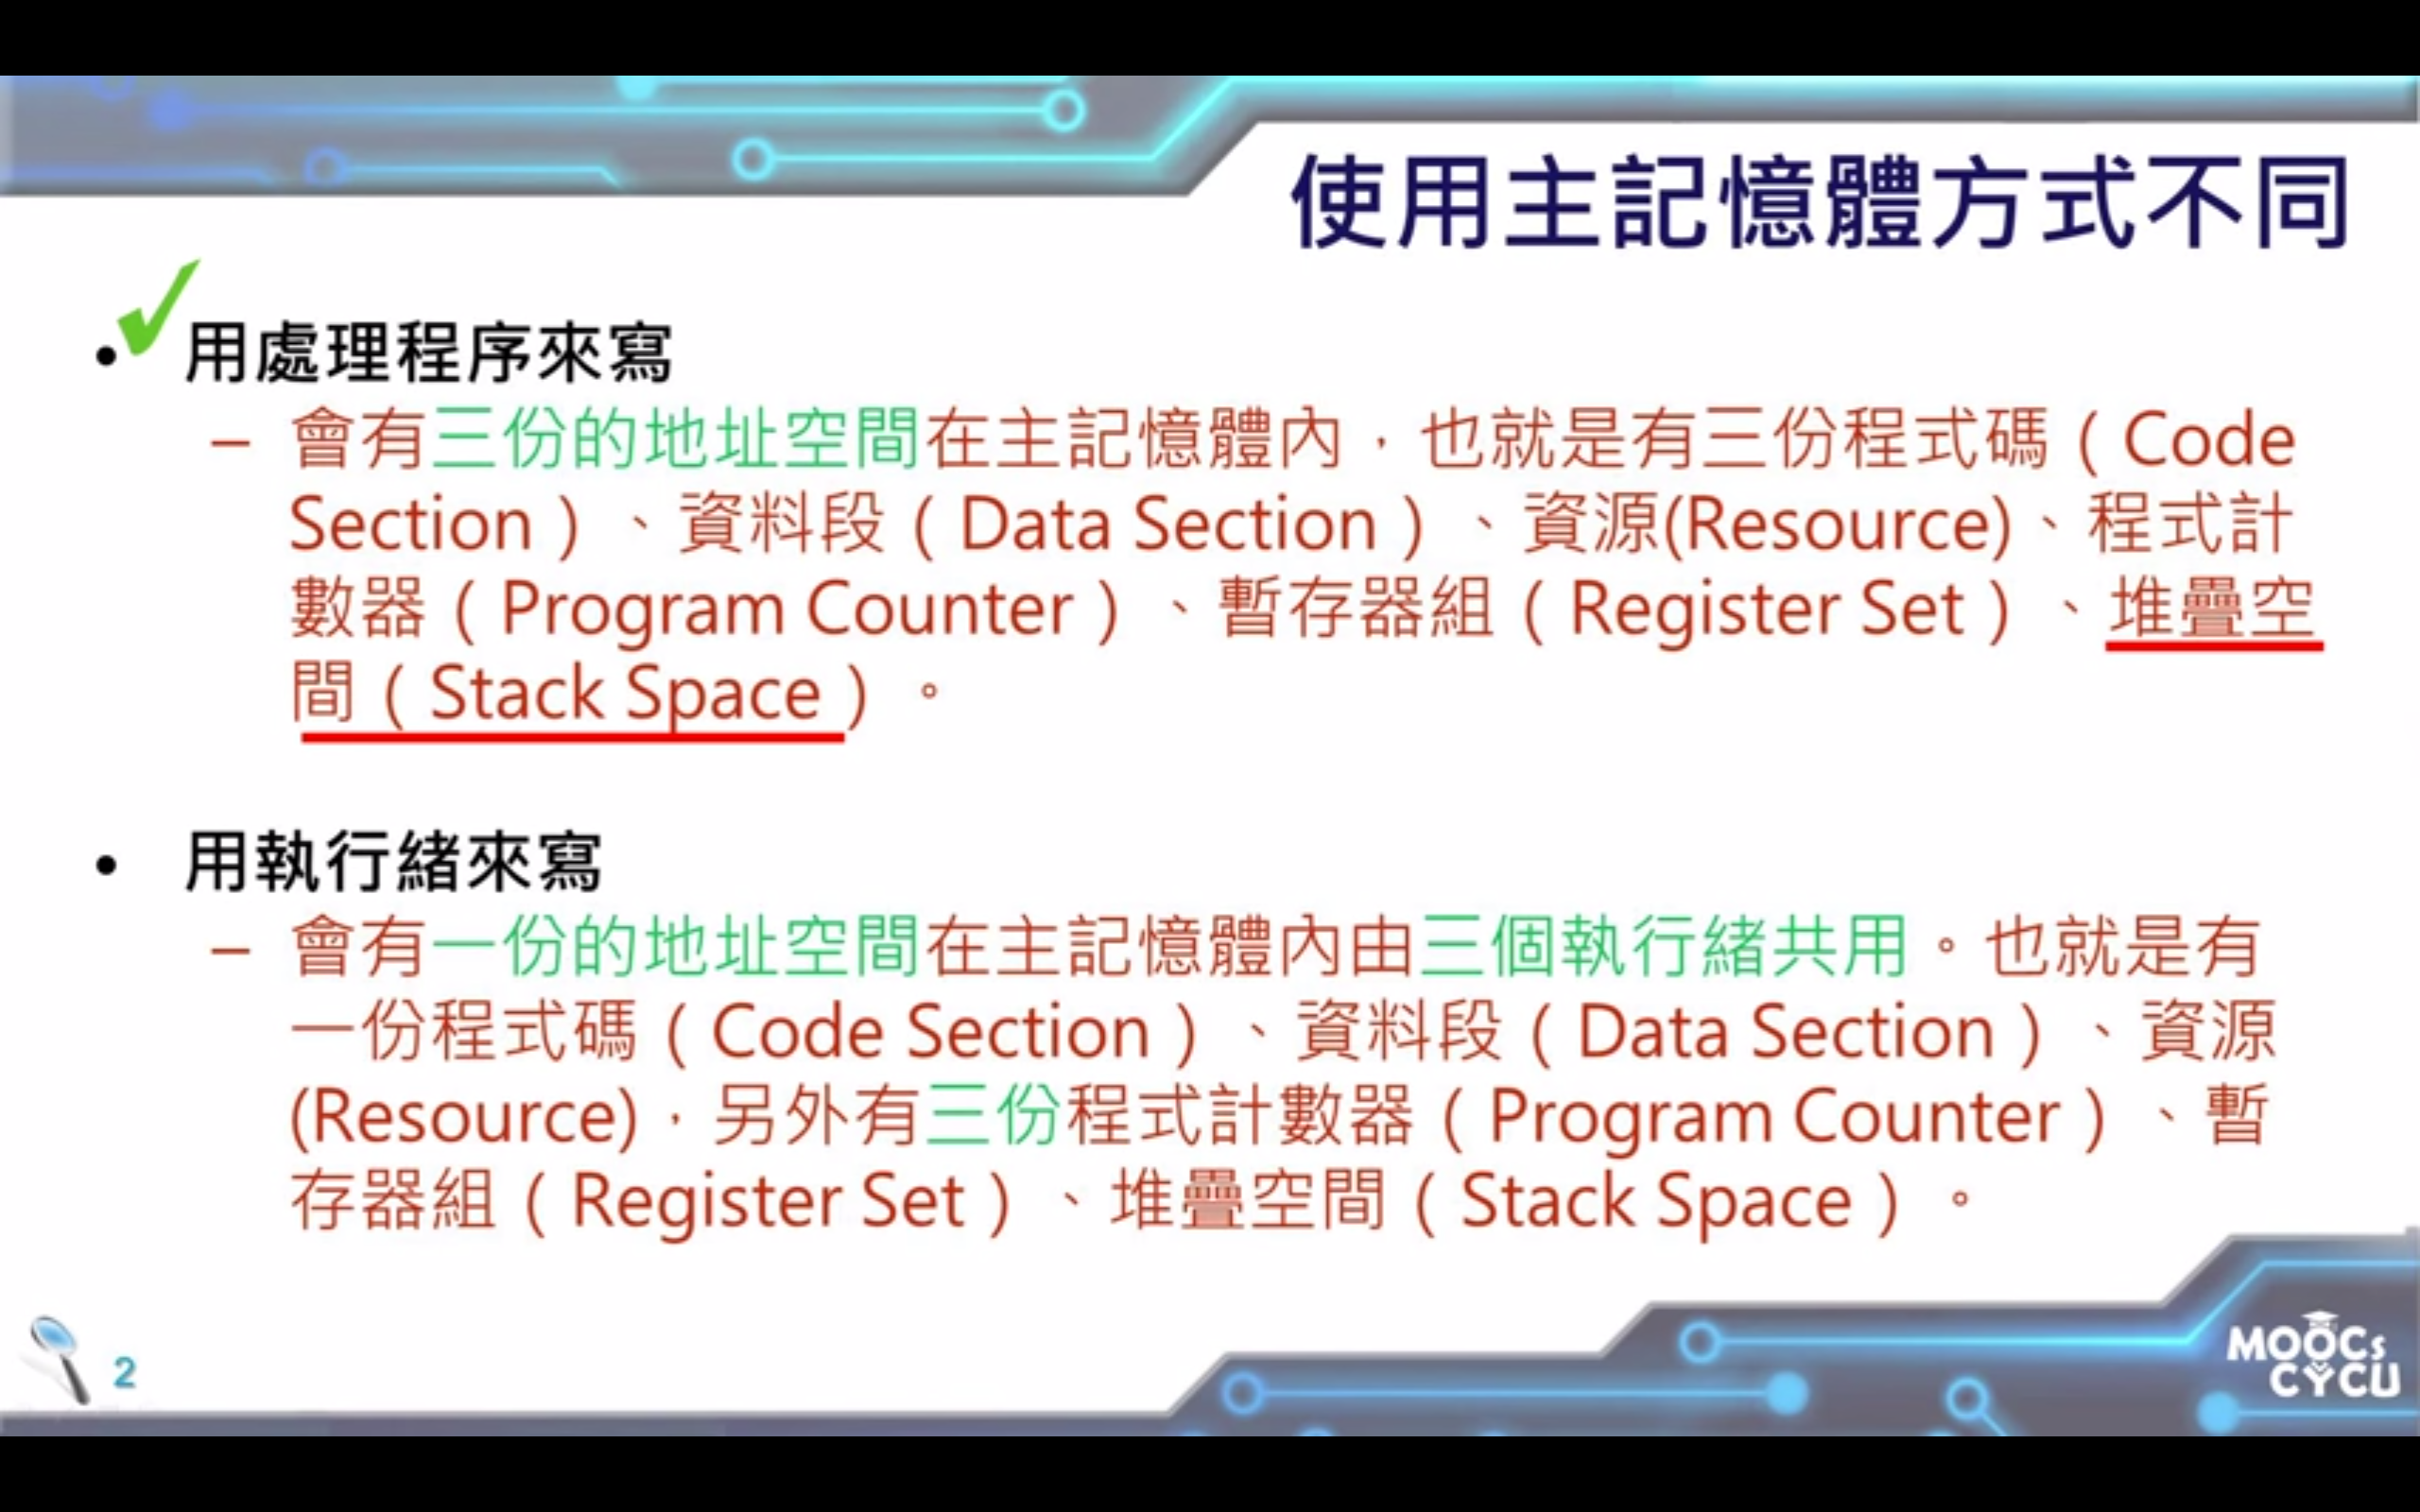 使用主記憶體方式不同
• 用處理程序來寫
– 會有三份的地址空間在主記憶體內，也就是有三份程式碼（Code
Section）、資料段（Data Section）、資源(Resource)、程式計
數器（Program Counter）、暫存器組（Register Set）、堆疊空
間（Stack Space）。
• 用執行緒來寫
– 會有一份的地址空間在主記憶體內由三個執行緒共用。也就是有
一份程式碼（Code Section）、資料段（Data Section）、資源
(Resource)，另外有三份程式計數器（Program Counter）、暫
存器組（Register Set）、堆疊空間（Stack Space）。
2
MOOCs
CYCU